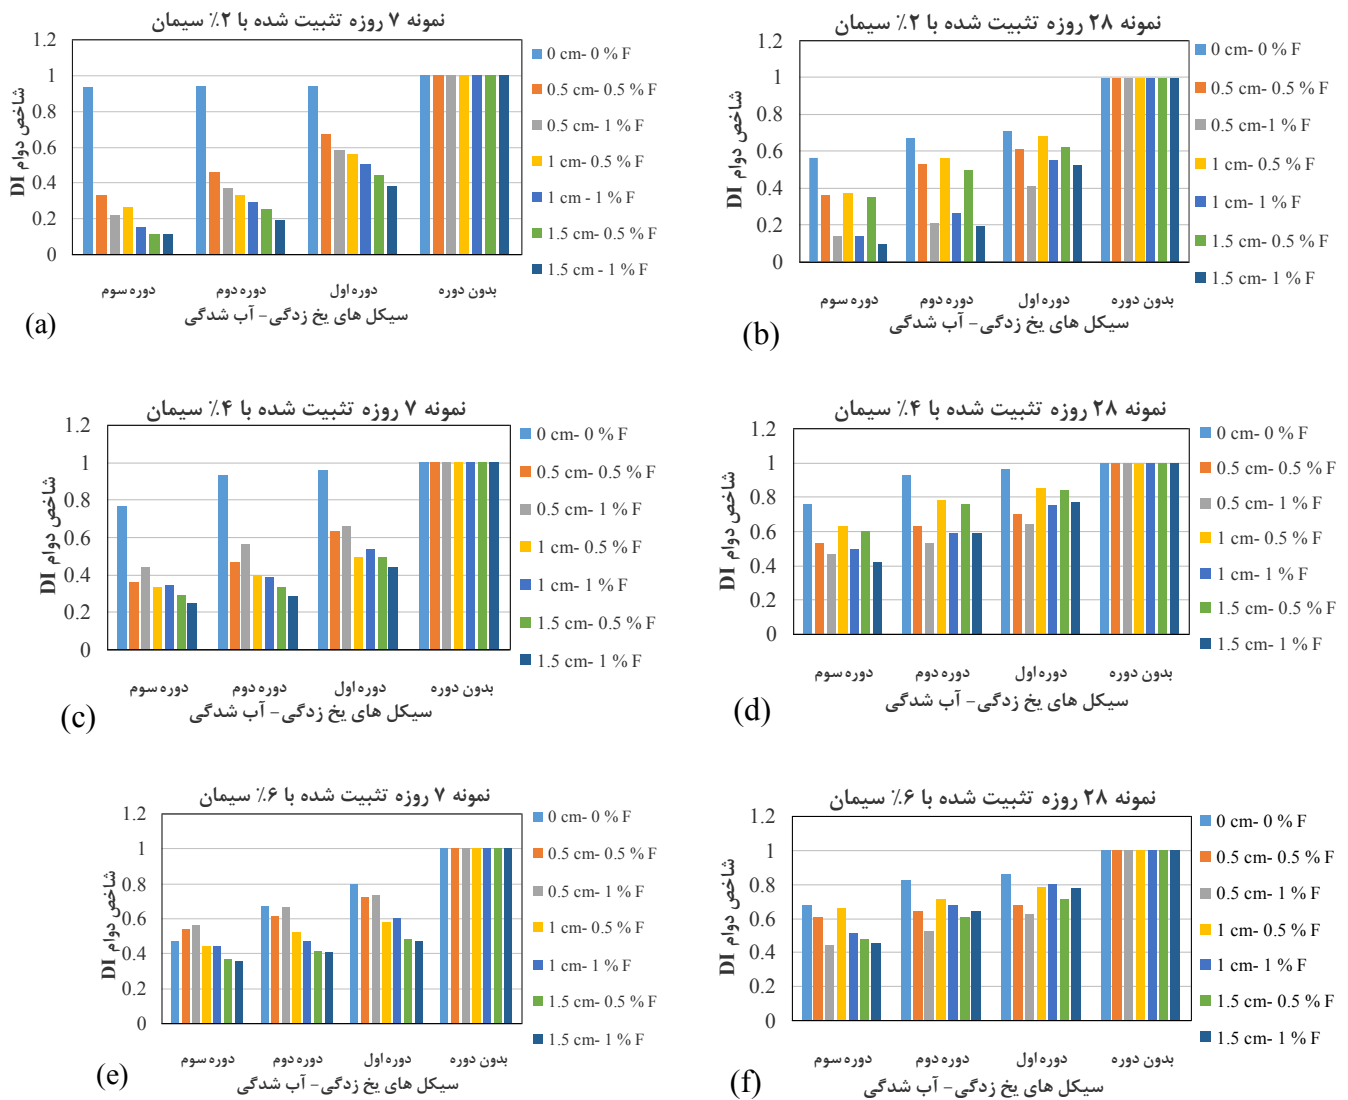 نمونه ۷ روزه تثبیت شده با ۲٪ سیمان
1.2
1
0.8
0.6
0.4
0.2
0
شاخص دوام DI
0 cm- 0 % F
0.5 cm- 0.5 % F
0.5 cm- 1 % F
1 cm- 0.5 % F
1 cm - 1 % F
1.5 cm- 0.5 % F
1.5 cm - 1 % F
دوره سوم دوره دوم دوره اول بدون دوره
سیکل های یخ زدگی- آب شدگی
(a)
نمونه ۲۸ روزه تثبیت شده با ۲٪ سیمان
1.2
1
0.8
0.6
0.4
0.2
0
شاخص دوام DI
0 cm- 0 % F
0.5 cm- 0.5 % F
0.5 cm-1 % F
1 cm- 0.5 % F
1 cm- 1 % F
1.5 cm- 0.5 % F
1.5 cm- 1 % F
دوره سوم دوره دوم دوره اول بدون دوره
سیکل های یخ زدگی- آب شدگی
(b)
نمونه ۷ روزه تثبیت شده با ۴٪ سیمان
1.2
1
0.8
0.6
0.4
0.2
0
شاخص دوام DI
0 cm- 0 % F
0.5 cm- 0.5 % F
0.5 cm- 1 % F
1 cm- 0.5 % F
1 cm- 1 % F
1.5 cm- 0.5 % F
1.5 cm- 1 % F
دوره سوم دوره دوم دوره اول بدون دوره
سیکل های یخ زدگی- آب شدگی
(c)
نمونه ۲۸ روزه تثبیت شده با ۴٪ سیمان
1.2
1
0.8
0.6
0.4
0.2
0
شاخص دوام DI
0 cm- 0 % F
0.5 cm- 0.5 % F
0.5 cm- 1 % F
1 cm- 0.5 % F
1 cm- 1 % F
1.5 cm- 0.5 % F
1.5 cm- 1 % F
دوره سوم دوره دوم دوره اول بدون دوره
سیکل های یخ زدگی- آب شدگی
(d)
نمونه ۷ روزه تثبیت شده با ۶٪ سیمان
1.2
1
0.8
0.6
0.4
0.2
0
شاخص دوام DI
0 cm- 0 % F
0.5 cm- 0.5 % F
0.5 cm- 1 % F
1 cm- 0.5 % F
1 cm- 1 % F
1.5 cm- 0.5 % F
1.5 cm- 1 % F
دوره سوم دوره دوم دوره اول بدون دوره
سیکل های یخ زدگی- آب شدگی
(e)
نمونه ۲۸ روزه تثبیت شده با ۶٪ سیمان
1.2
1
0.8
0.6
0.4
0.2
0
شاخص دوام DI
0 cm- 0 % F
0.5 cm- 0.5 % F
0.5 cm- 1 % F
1 cm- 0.5 % F
1 cm- 1 % F
1.5 cm- 0.5 % F
1.5 cm- 1 % F
دوره سوم دوره دوم دوره اول بدون دوره
سیکل های یخ زدگی- آب شدگی
(f)